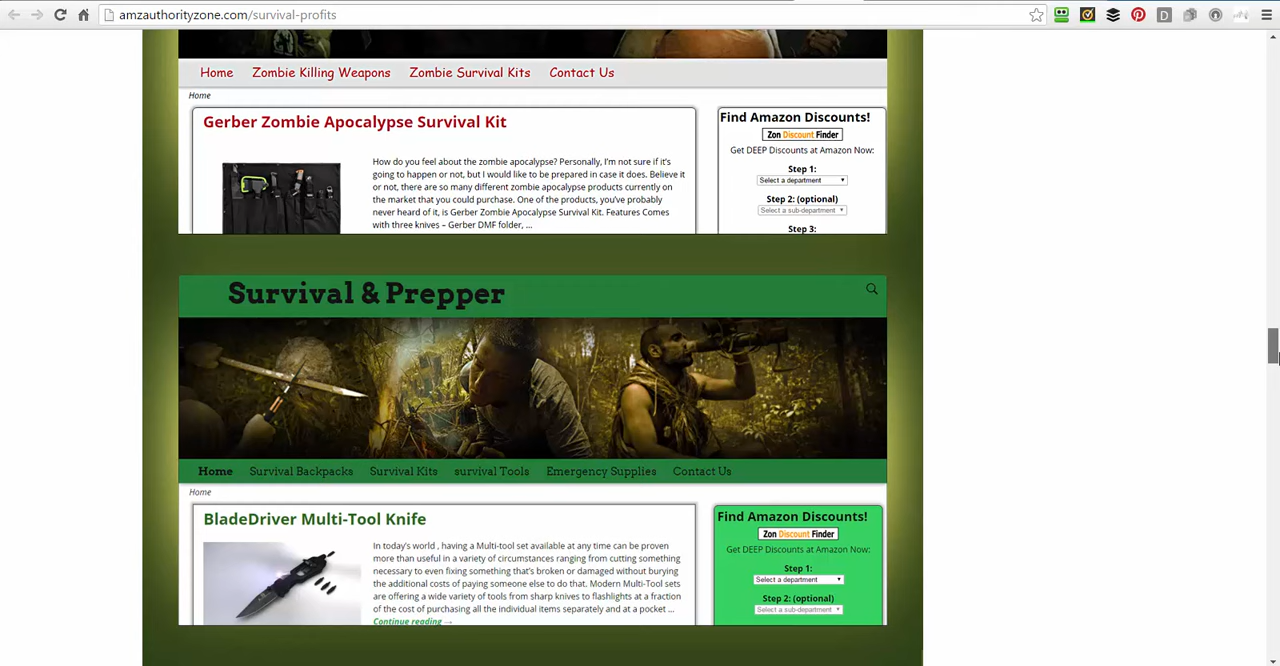 amzauthorityzone.com/survival-profits
Home Zombie Killing Weapons Zombie Survival Kits Contact Us
Home
Gerber Zombie Apocalypse Survival Kit
How do you feel about the zombie apocalypse? Personally, I'm not sure if it's
going to happen or not, but I would like to be prepared in case it does. Believe it
or not, there are so many different zombie apocalypse products currently on
the market that you could purchase. One of the products, you've probably
never heard of it, is Gerber Zombie Apocalypse Survival Kit. Features Comes
with three knives – Gerber DMF folder, ...
Find Amazon Discounts!
Zon Discount Finder
Get DEEP Discounts at Amazon Now:
Step 1:
Select a department
Step 2: (optional)
Select a sub-department
Step 3:
Survival & Prepper
Home Survival Backpacks Survival Kits survival Tools Emergency Supplies Contact Us
Home
BladeDriver Multi-Tool Knife
In today's world , having a Multi-tool set available at any time can be proven
more than useful in a variety of circumstances ranging from cutting something
necessary to even fixing something that's broken or damaged without burying
the additional costs of paying someone else to do that. Modern Multi-Tool sets
are offering a wide variety of tools from sharp knives to flashlights at a fraction
of the cost of purchasing all the individual items separately and at a pocket ...
Continue reading →
Find Amazon Discounts!
Zon Discount Finder
Get DEEP Discounts at Amazon Now:
Step 1:
Select a department
Step 2: (optional)
Select a sub-department